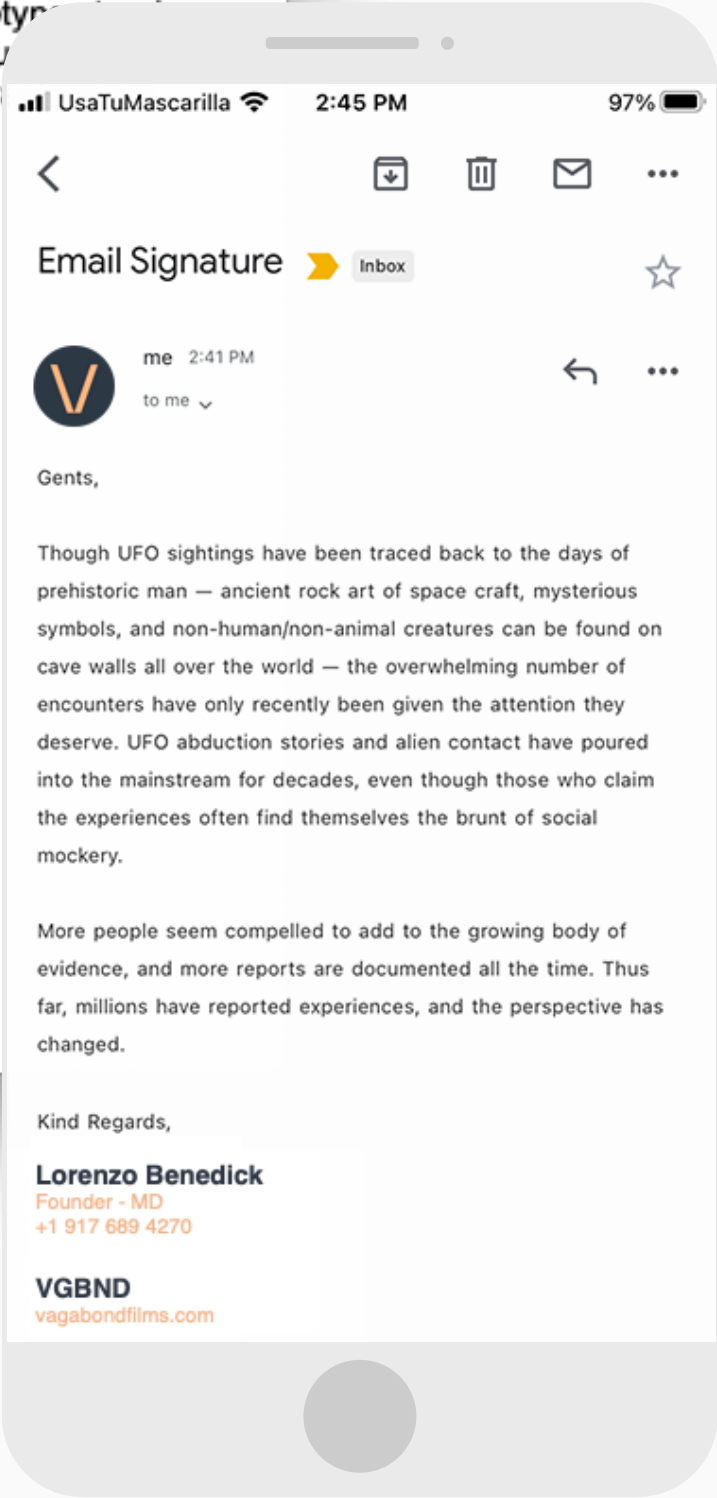 UsaTuMascarilla 2:45 PM 97%
Email Signature Inbox
V
me 2:41 PM
to me
Gents,
Though UFO sightings have been traced back to the days of
prehistoric man — ancient rock art of space craft, mysterious
symbols, and non-human/non-animal creatures can be found on
cave walls all over the world — the overwhelming number of
encounters have only recently been given the attention they
deserve. UFO abduction stories and alien contact have poured
into the mainstream for decades, even though those who claim
the experiences often find themselves the brunt of social
mockery.
More people seem compelled to add to the growing body of
evidence, and more reports are documented all the time. Thus
far, millions have reported experiences, and the perspective has
changed.
Kind Regards,
Lorenzo Benedick
Founder - MD
+1 917 689 4270
VGBND
vagabondfilms.com